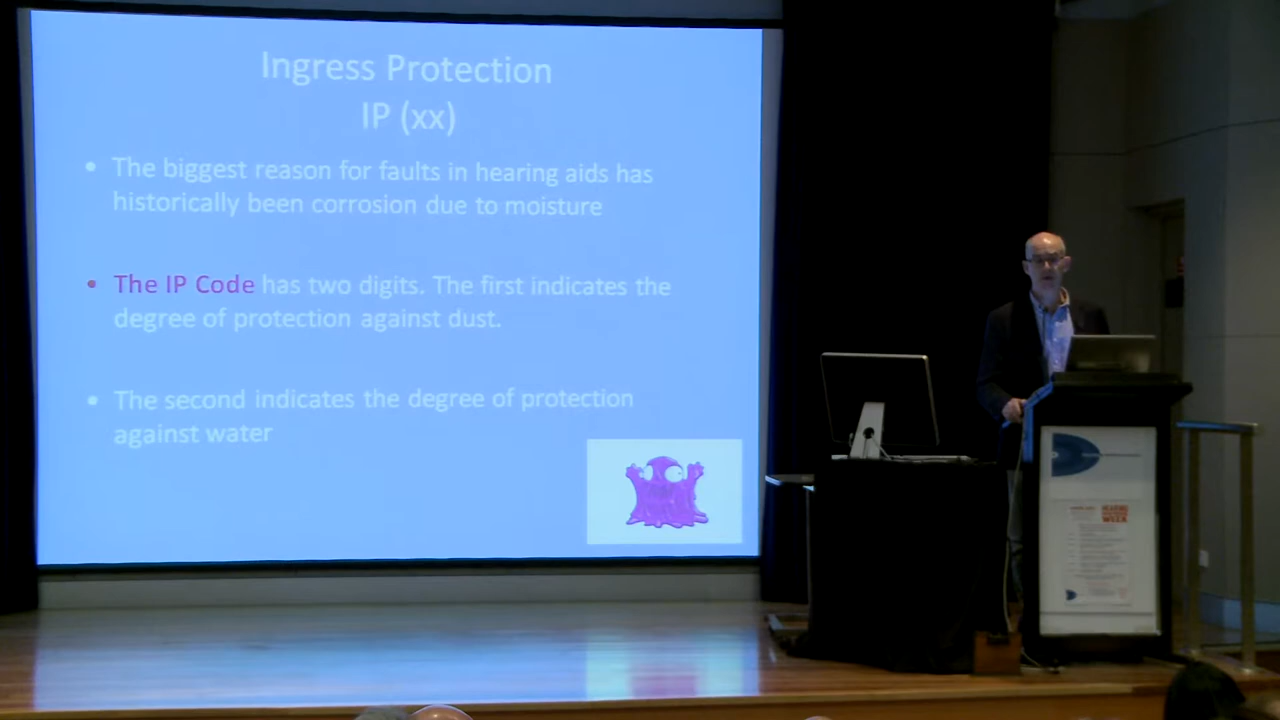 Ingress Protection
IP (xx)
• The biggest reason for faults in hearing aids has
historically been corrosion due to moisture
• The IP Code has two digits. The first indicates the
degree of protection against dust.
• The second indicates the degree of protection
against water
HEARING
WEEK